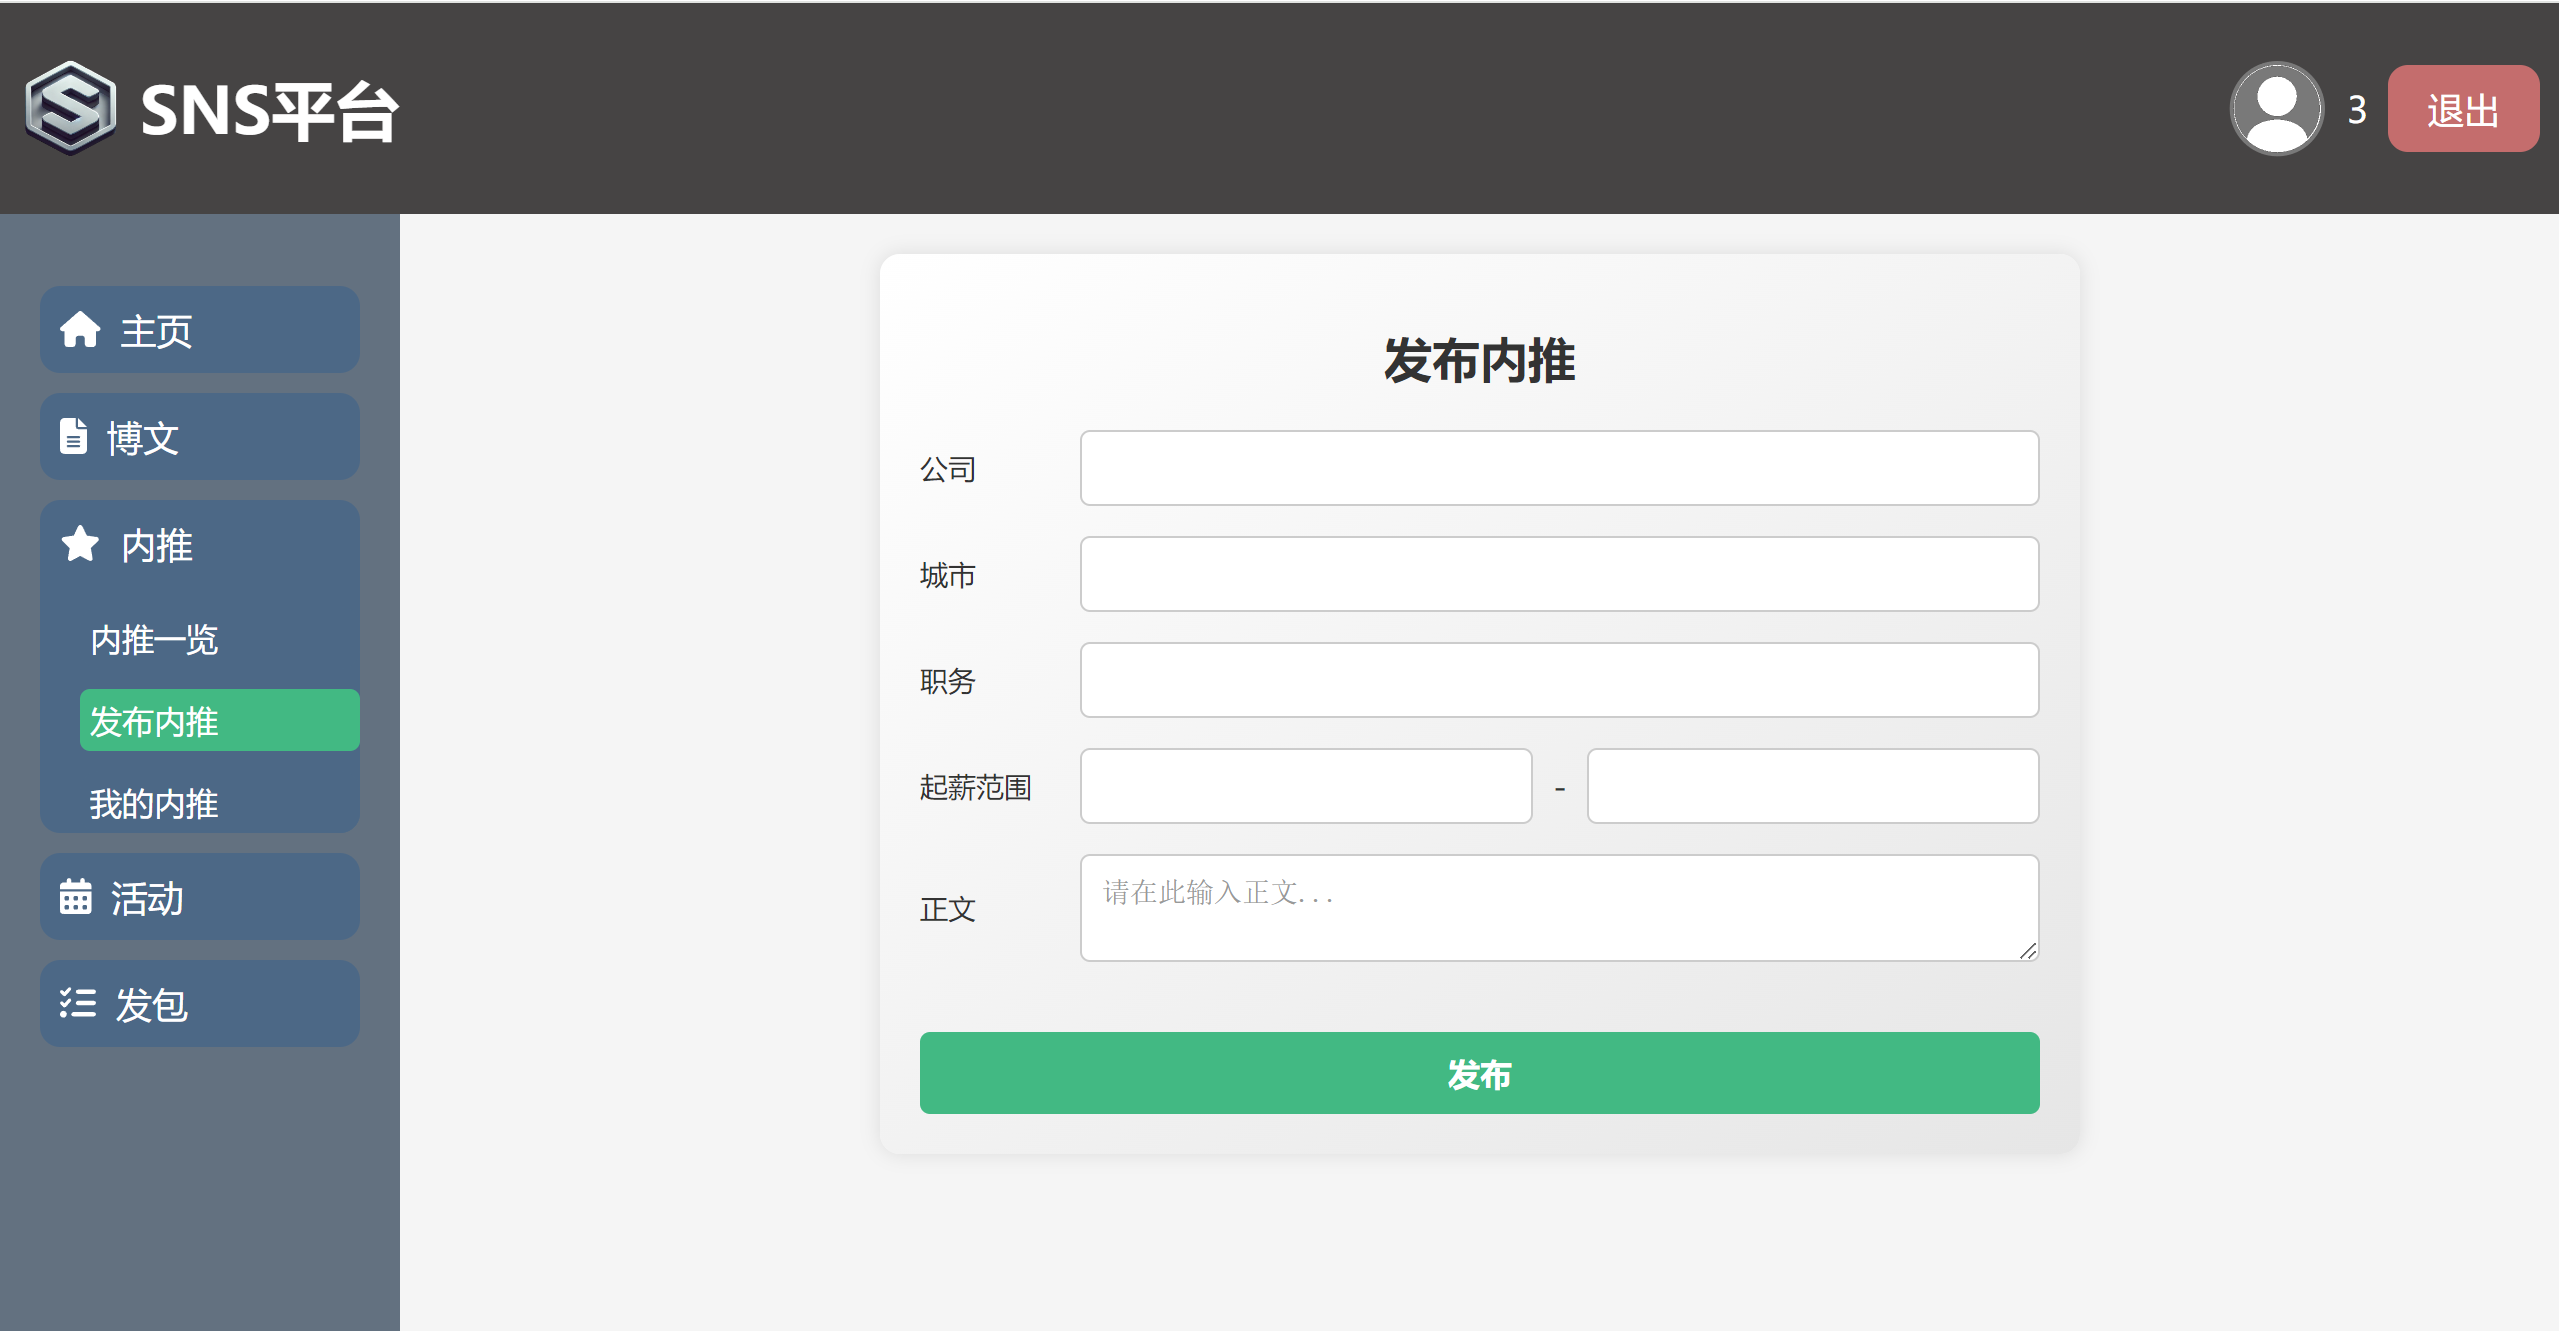 SNS平台
3
退出
主页
博文
内推
内推一览
发布内推
我的内推
活动
发包
发布内推
公司
城市
职务
起薪范围
-
正文
请在此输入正文...
发布